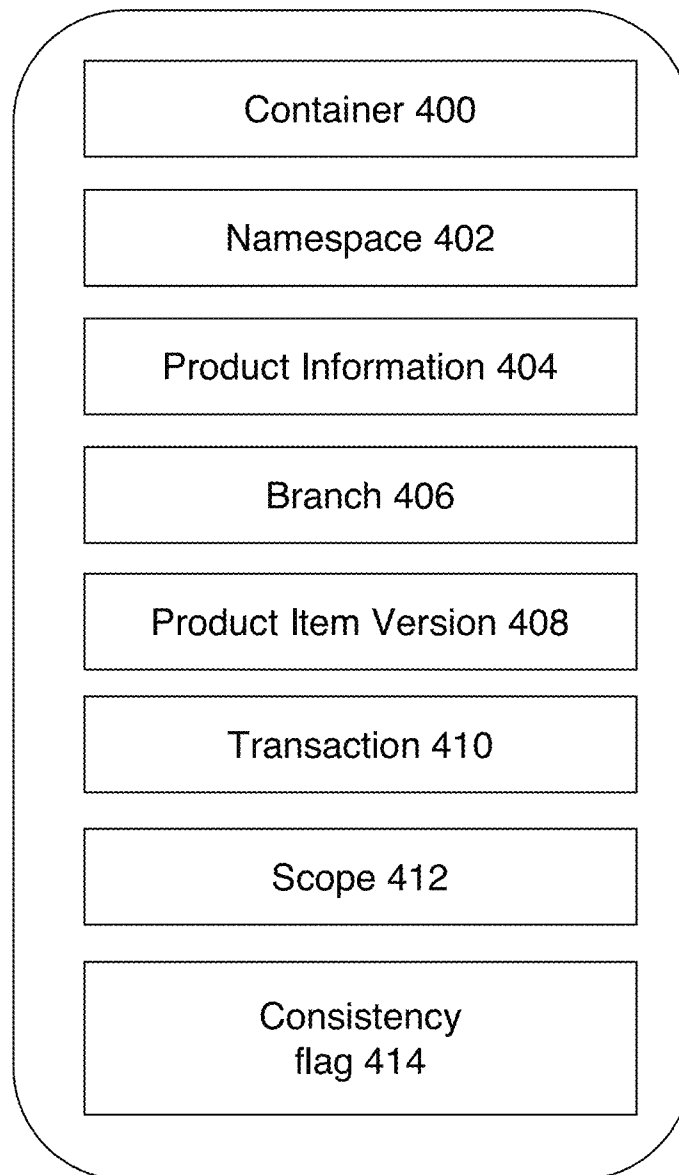 Container 400
Namespace 402
Product Information 404
Branch 406
Product Item Version 408
Transaction 410
Scope 412
Consistency
flag 414